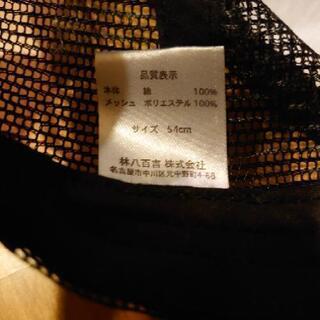 品質表示
本体 綿 100%
メッシュ ポリエステル 100%
サイズ 54cm
林八百吉 株式会社
名古屋市中川区元中野町4-68